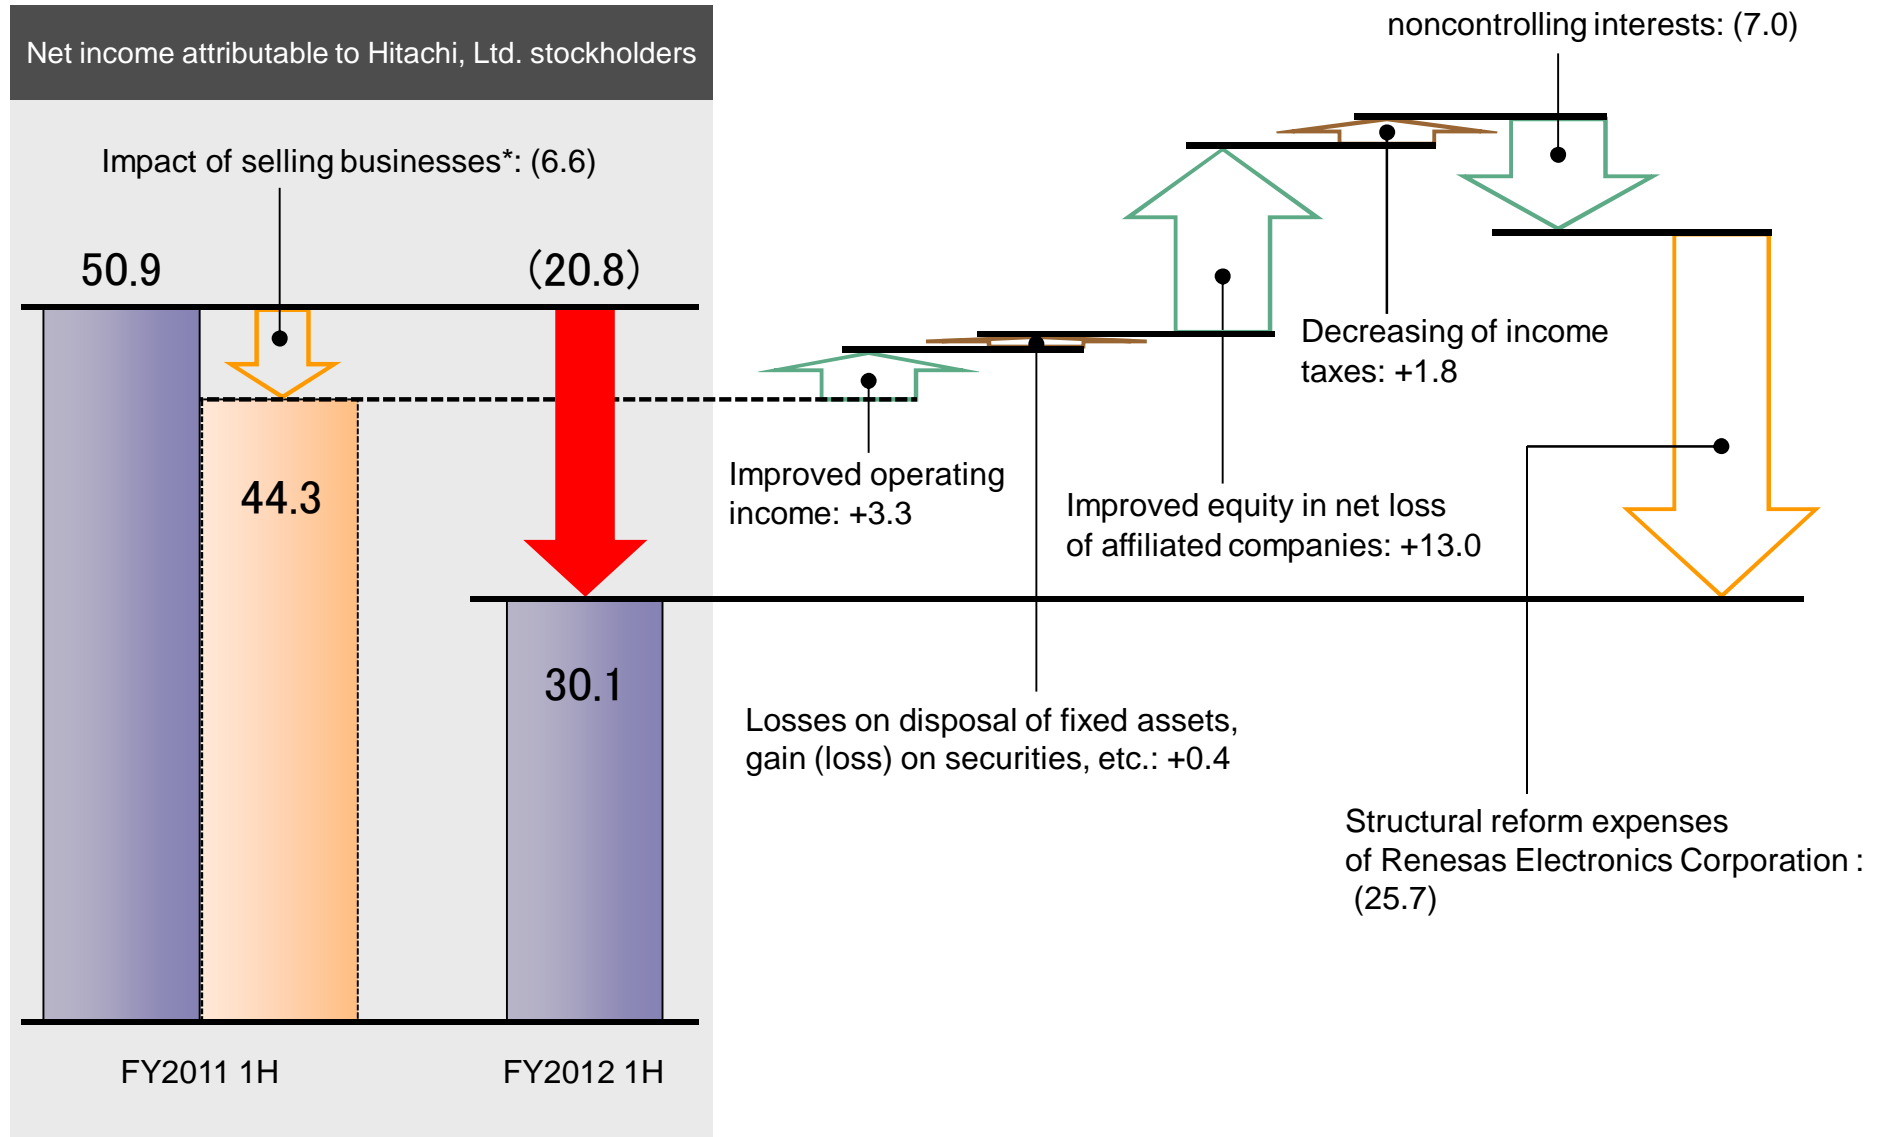 Net income attributable to Hitachi, Ltd. stockholders
Impact of selling businesses*: (6.6)
50.9
(20.8)
44.3
30.1
FY2011 1H
FY2012 1H
noncontrolling interests: (7.0)
Decreasing of income
taxes: +1.8
Improved operating
income: +3.3
Improved equity in net loss
of affiliated companies: +13.0
Losses on disposal of fixed assets,
gain (loss) on securities, etc.: +0.4
Structural reform expenses
of Renesas Electronics Corporation :
(25.7)